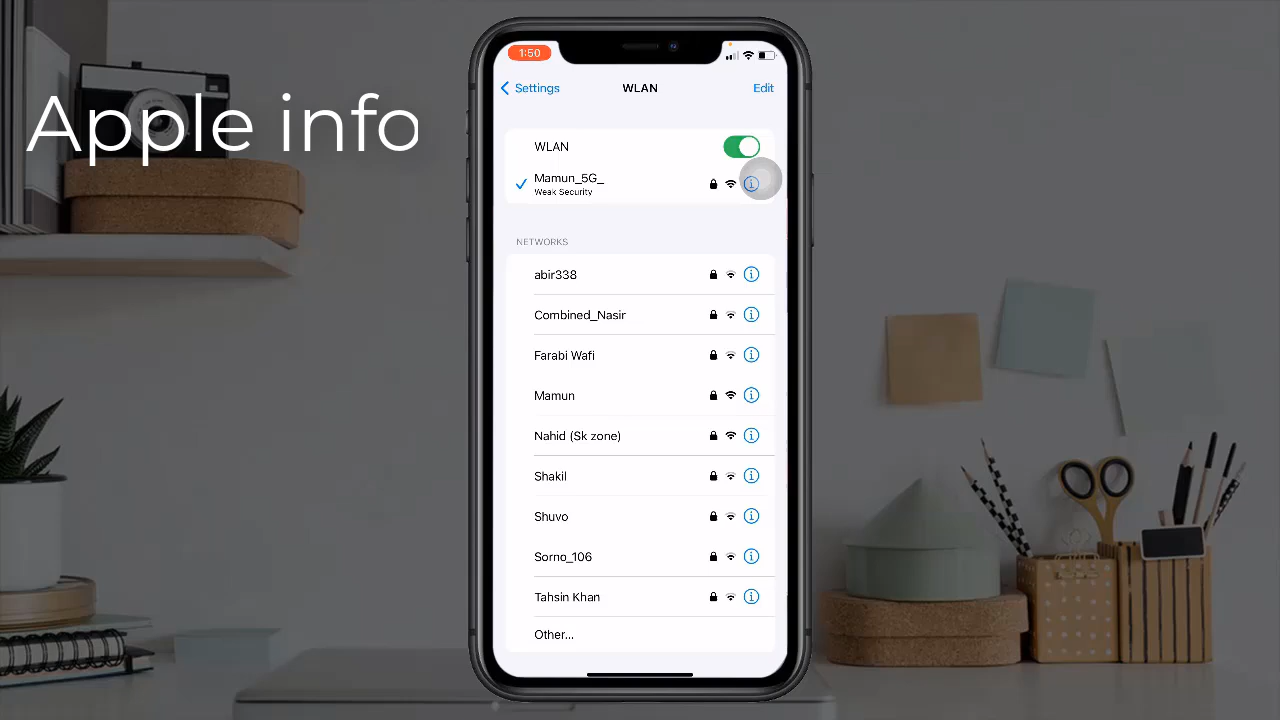 Apple info
1:50
Settings
WLAN
Edit
WLAN
Mamun_5G_
Weak Security
NETWORKS
abir338
Combined_Nasir
Farabi Wafi
Mamun
Nahid (Sk zone)
Shakil
Shuvo
Sorno_106
Tahsin Khan
Other...